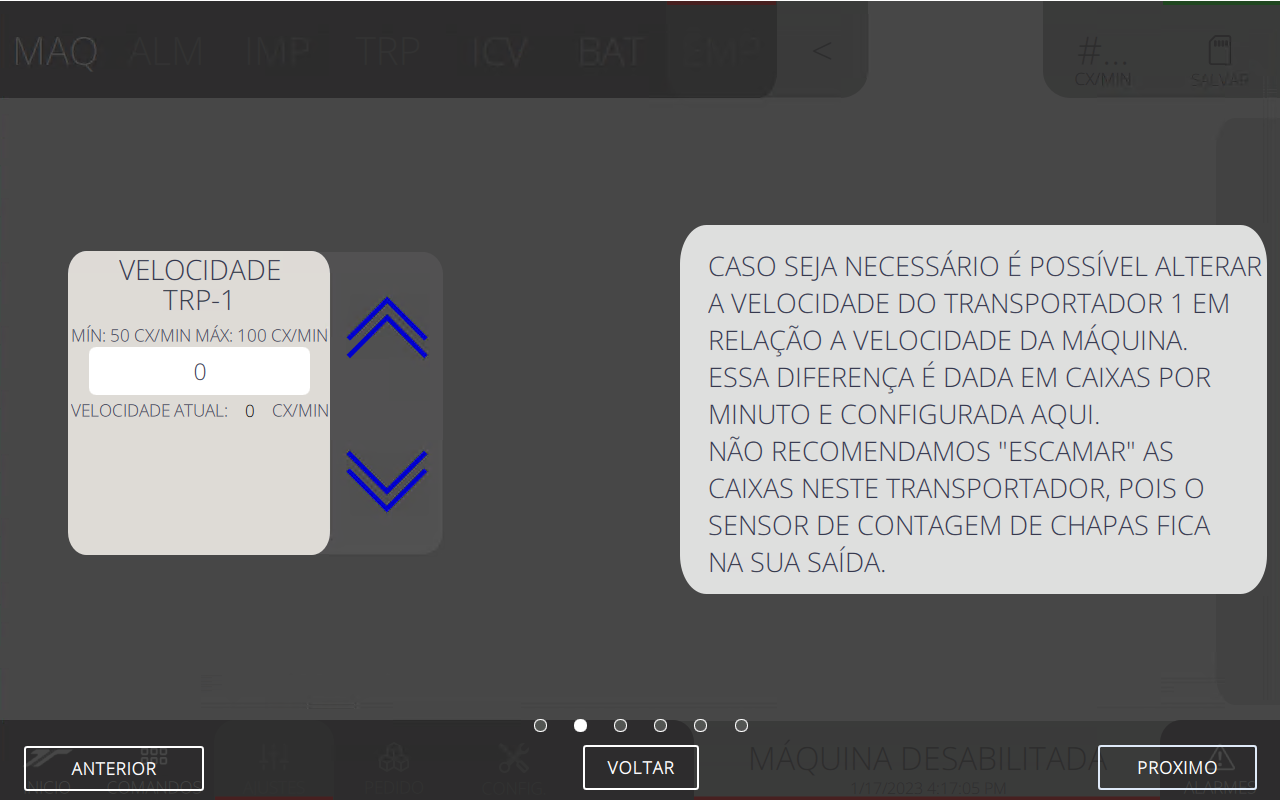 MAQ ALM IMP TRP ICV BAT EMP <
#...
CX/MIN SALVAR
VELOCIDADE
TRP-1
MÍN: 50 CX/MIN MÁX: 100 CX/MIN
0
VELOCIDADE ATUAL: 0 CX/MIN
CASO SEJA NECESSÁRIO É POSSÍVEL ALTERAR
A VELOCIDADE DO TRANSPORTADOR 1 EM
RELAÇÃO A VELOCIDADE DA MÁQUINA.
ESSA DIFERENÇA É DADA EM CAIXAS POR
MINUTO E CONFIGURADA AQUI.
NÃO RECOMENDAMOS "ESCAMAR" AS
CAIXAS NESTE TRANSPORTADOR, POIS O
SENSOR DE CONTAGEM DE CHAPAS FICA
NA SUA SAÍDA.
MÁQUINA DESABILITADA
ANTERIOR VOLTAR PROXIMO
INICIO COMANDOS AJUSTES PEDIDO CONFIG 1/17/2023 4:17:05 PM ALARMES